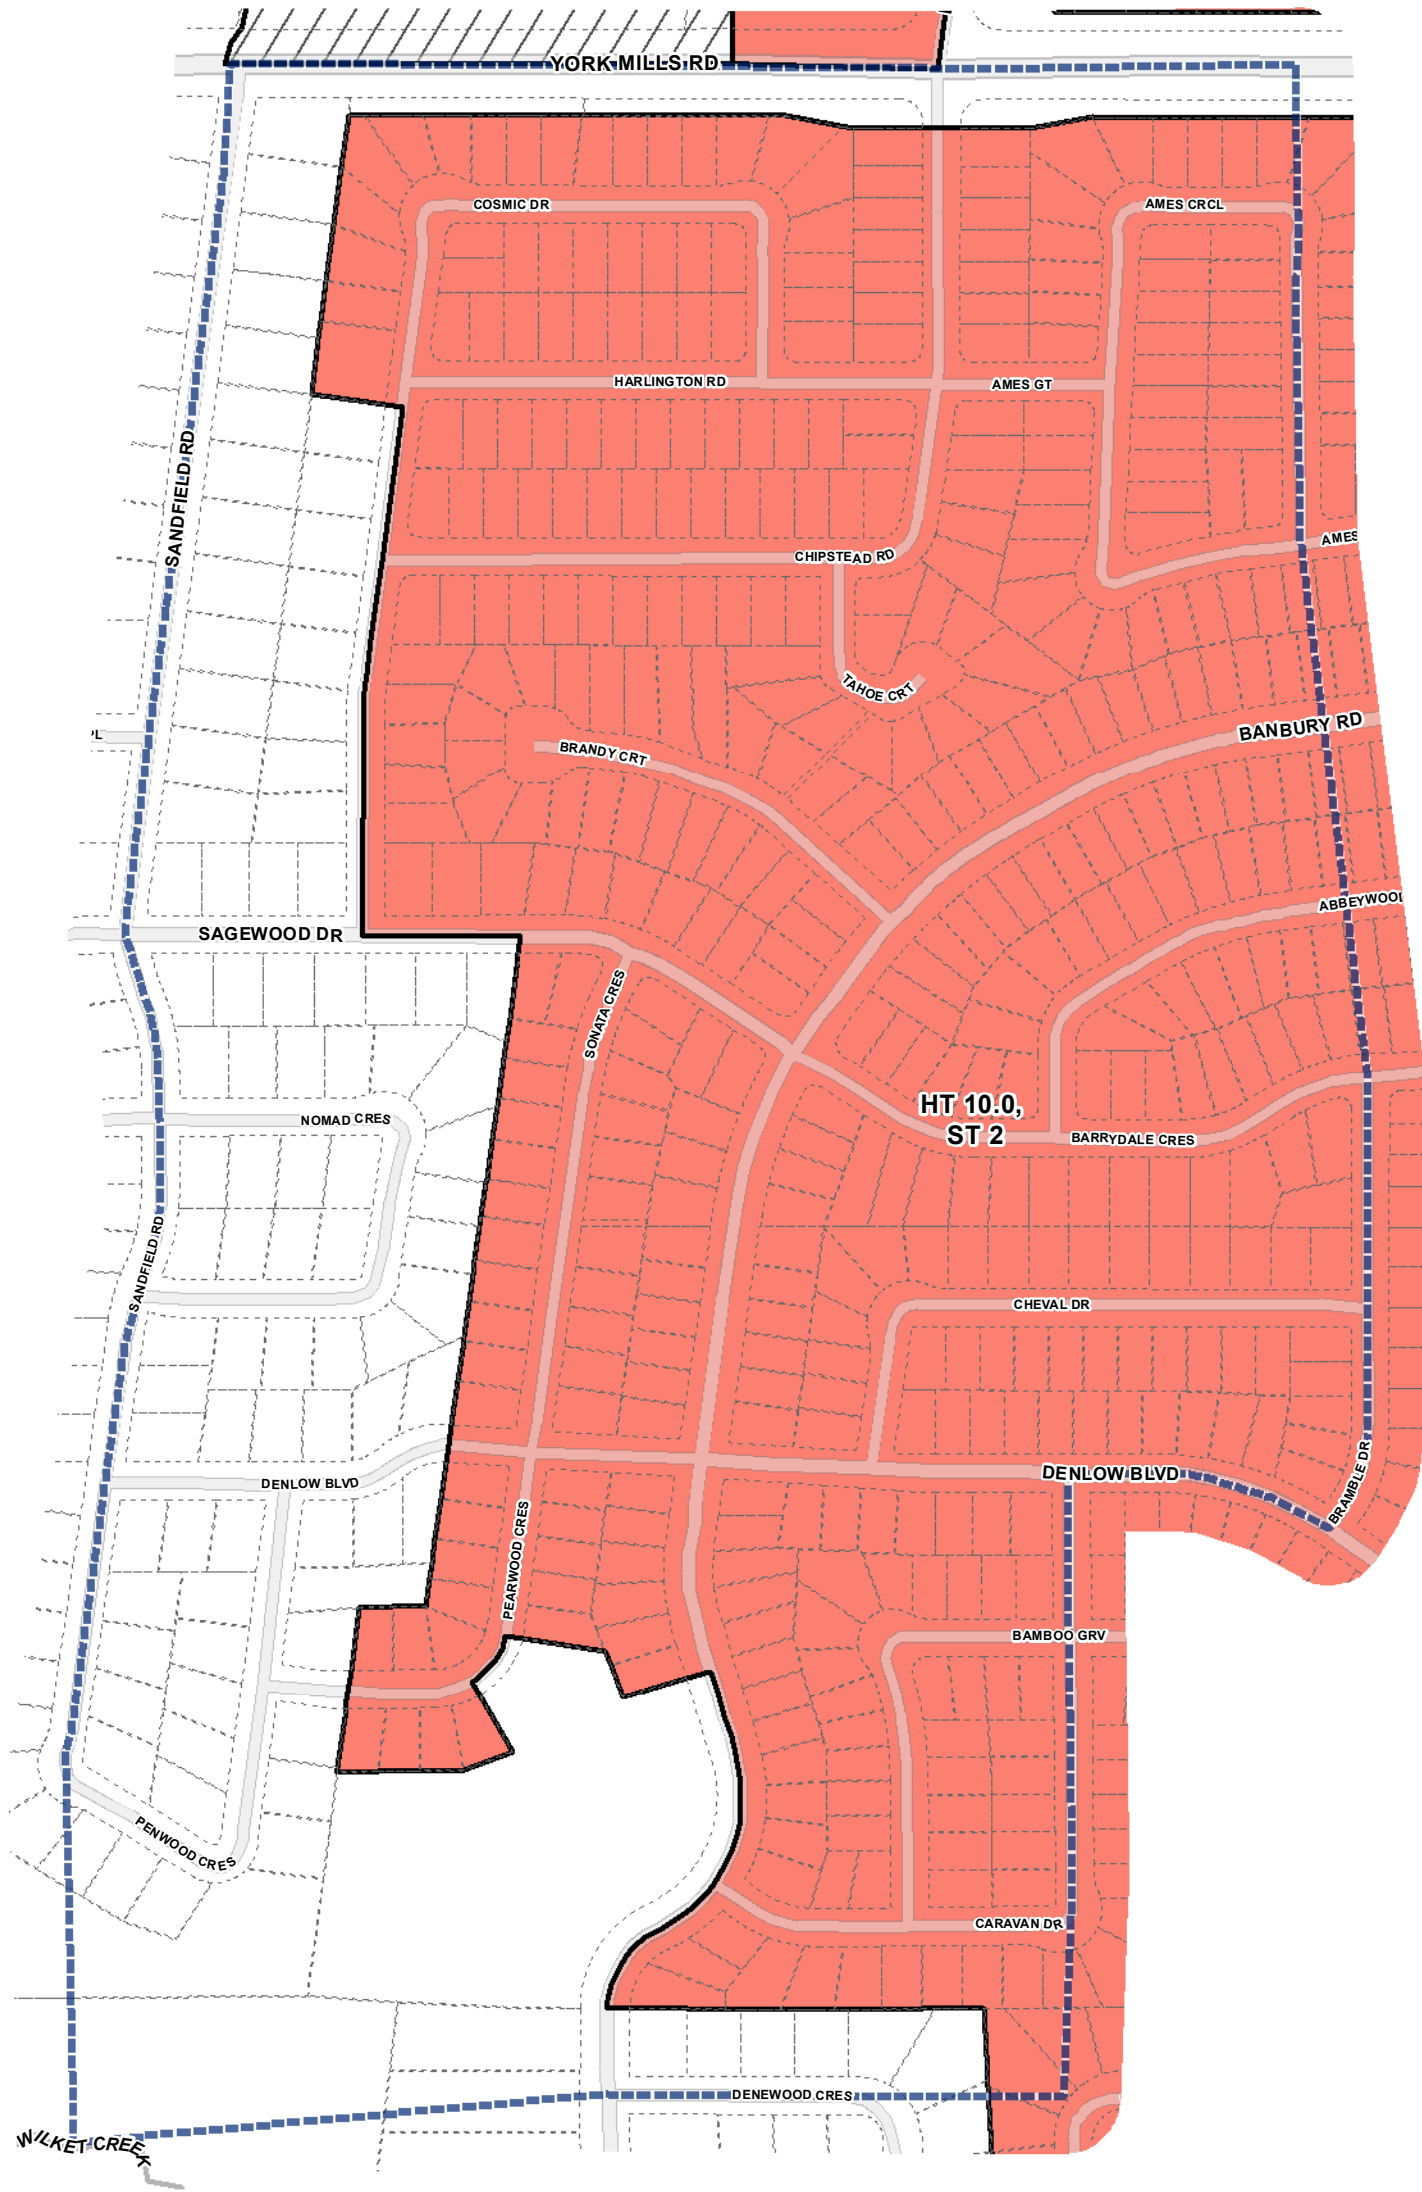 YORK MILLS RD
COSMIC DR
AMES CRCL
HARLINGTON RD
AMES GT
SANDFIELD RD
CHIPSTEAD RD
AMES
TAHOE CRT
BANBURY RD
PL
BRANDY CRT
ABBEYWOOD
SAGEWOOD DR
SONATA CRES
HT 10.0,
ST 2
NOMAD CRES
BARRYDALE CRES
SANDFIELD RD
CHEVAL DR
DENLOW BLVD
DENLOW BLVD
BRAMBLE DR
PEARWOOD CRES
BAMBOO GRV
PENWOOD CRES
CARAVAN DR
DENEWOOD CRES
WILKET CREEK